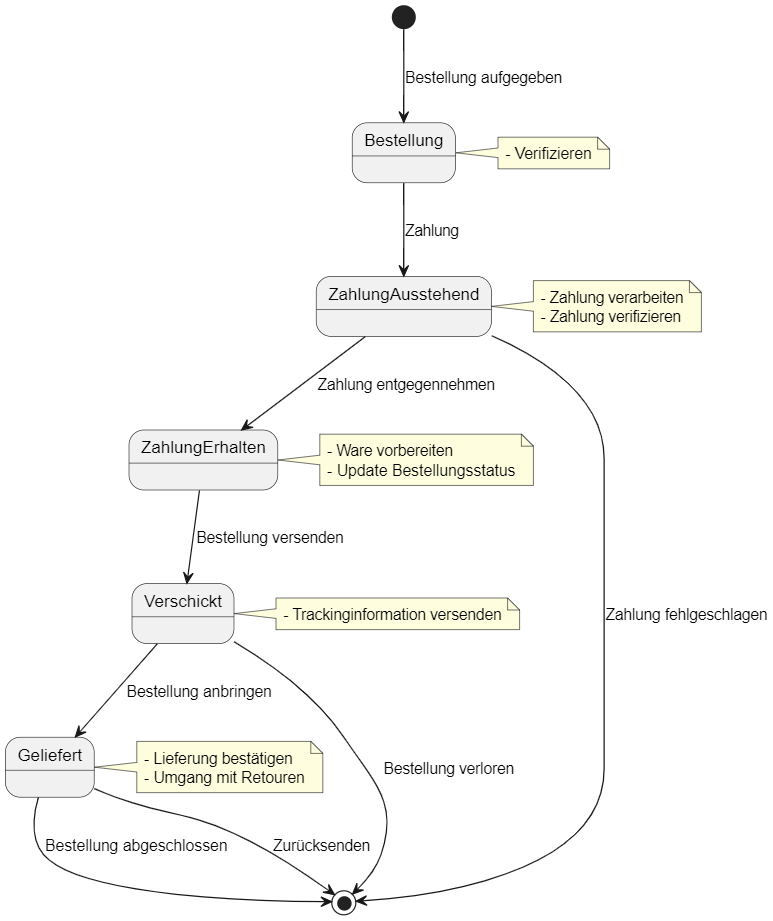 Bestellung aufgegeben
Bestellung
- Verifizieren
Zahlung
ZahlungAusstehend
- Zahlung verarbeiten
- Zahlung verifizieren
Zahlung entgegennehmen
ZahlungErhalten
- Ware vorbereiten
- Update Bestellungsstatus
Bestellung versenden
Verschickt
- Trackinginformation versenden
Zahlung fehlgeschlagen
Bestellung anbringen
Geliefert
- Lieferung bestätigen
- Umgang mit Retouren
Bestellung verloren
Bestellung abgeschlossen
Zurücksenden